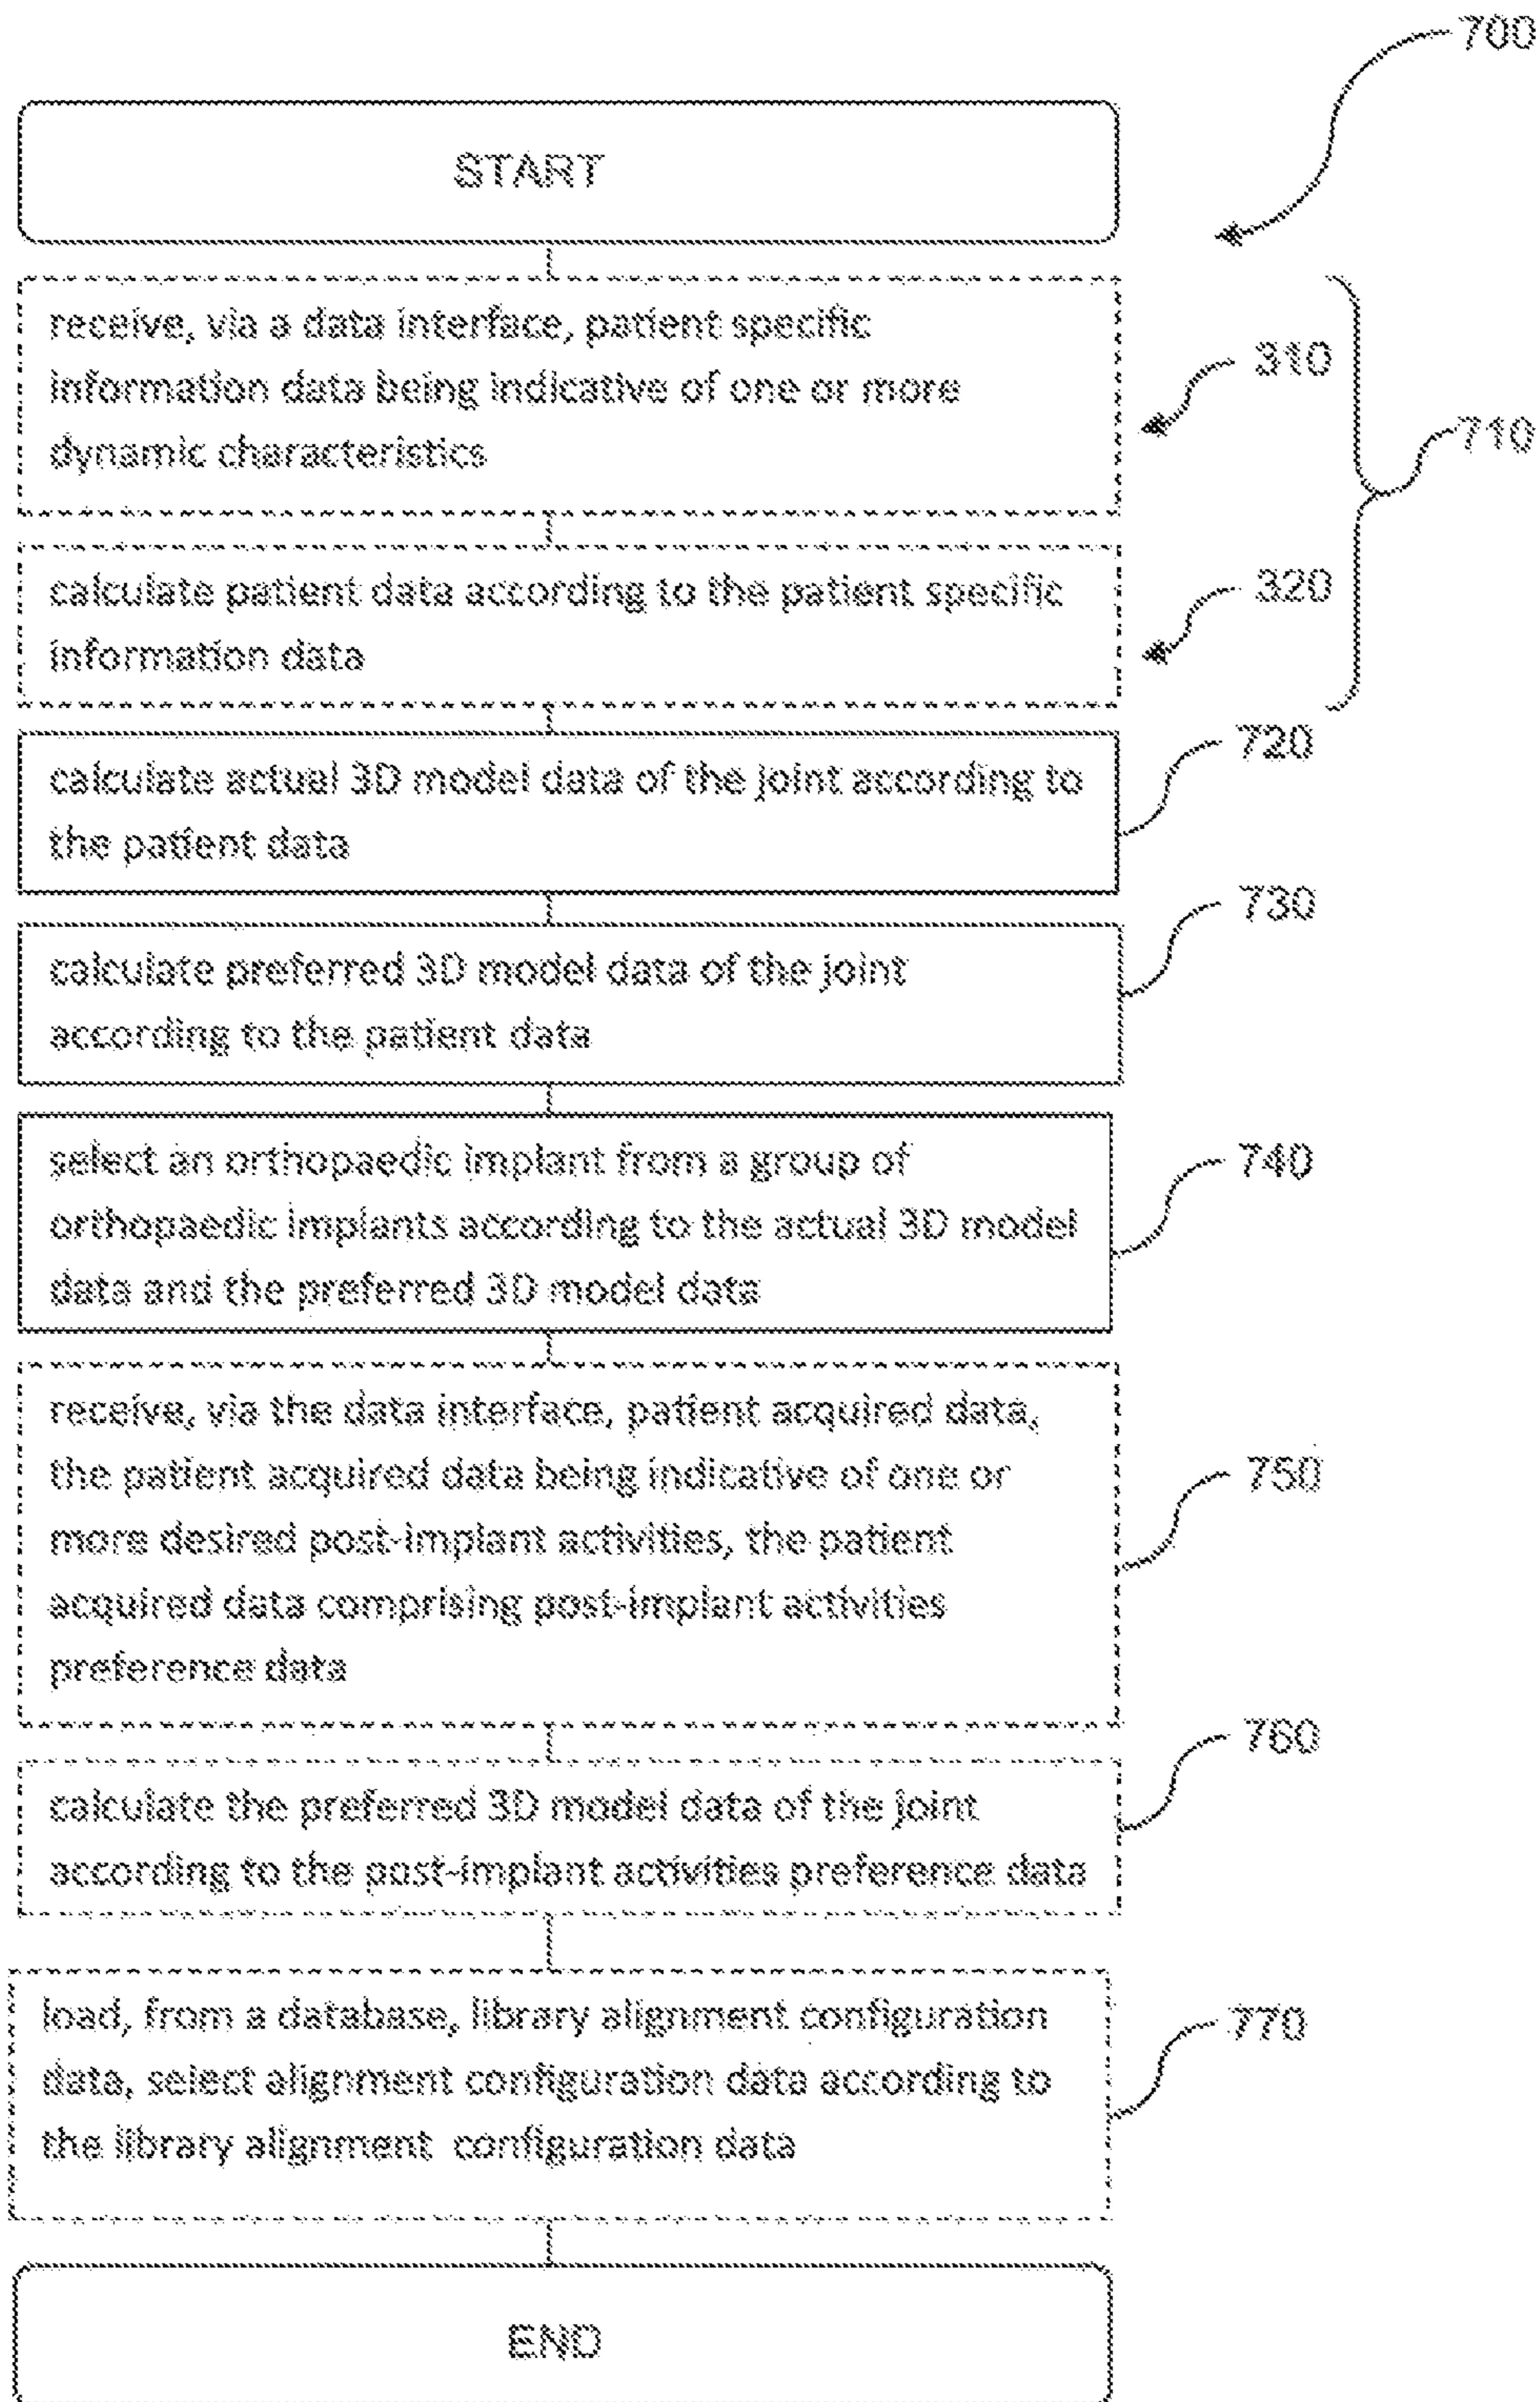 700
START
receive, via a data interface, patient specific
information data being indicative of one or more
dynamic characteristics
310
710
calculate patient data according to the patient specific
information data
320
calculate actual 3D model data of the joint according to
the patient data
720
calculate preferred 3D model data of the joint
according to the patient data
730
select an orthopaedic implant from a group of
orthopaedic implants according to the actual 3D model
data and the preferred 3D model data
740
receive, via the data interface, patient acquired data,
the patient acquired data being indicative of one or
more desired post-implant activities, the patient
acquired data comprising post-implant activities
preference data
750
calculate the preferred 3D model data of the joint
according to the post-implant activities preference data
760
load, from a database, library alignment configuration
data, select alignment configuration data according to
the library alignment configuration data
770
END